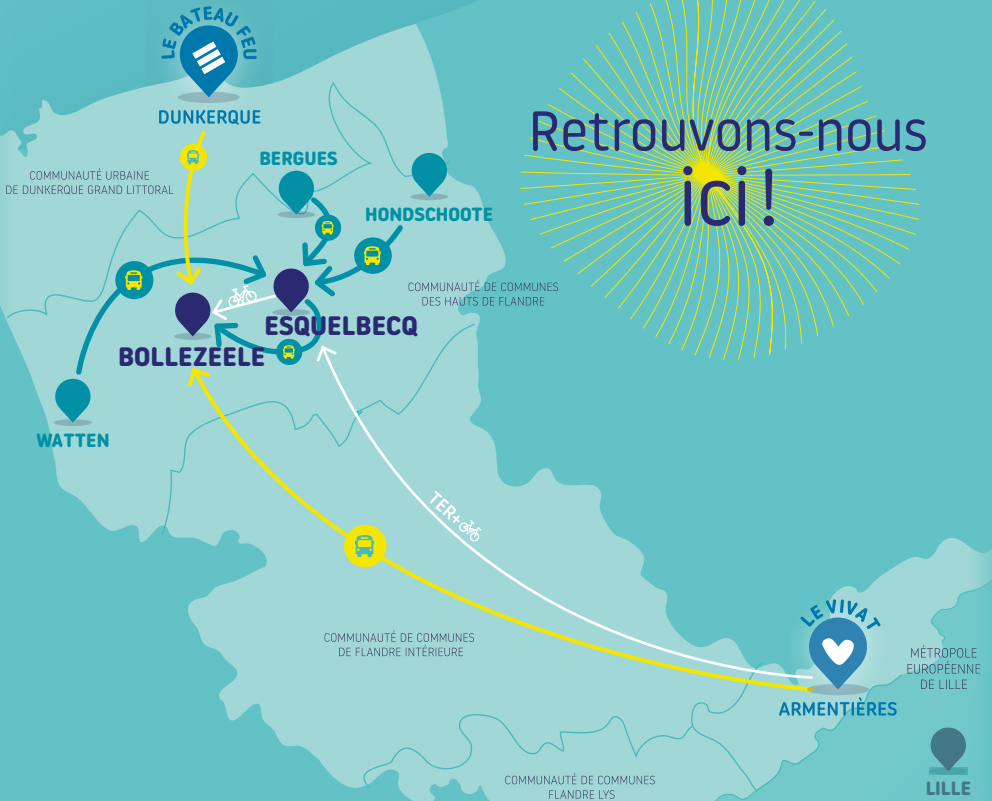 LE BATEAU FEU
DUNKERQUE
Retrouvons-nous
ici !
BERGUES
COMMUNAUTÉ URBAINE
DE DUNKERQUE GRAND LITTORAL
HONDSCHOOTE
COMMUNAUTÉ DE COMMUNES
DES HAUTS DE FLANDRE
ESQUELBECQ
BOLLEZEELE
WATTEN
TER+
COMMUNAUTÉ DE COMMUNES
DE FLANDRE INTÉRIEURE
LE VIVAT
ARMENTIÈRES
MÉTROPOLE
EUROPÉENNE
DE LILLE
LILLE
COMMUNAUTÉ DE COMMUNES
FLANDRE LYS